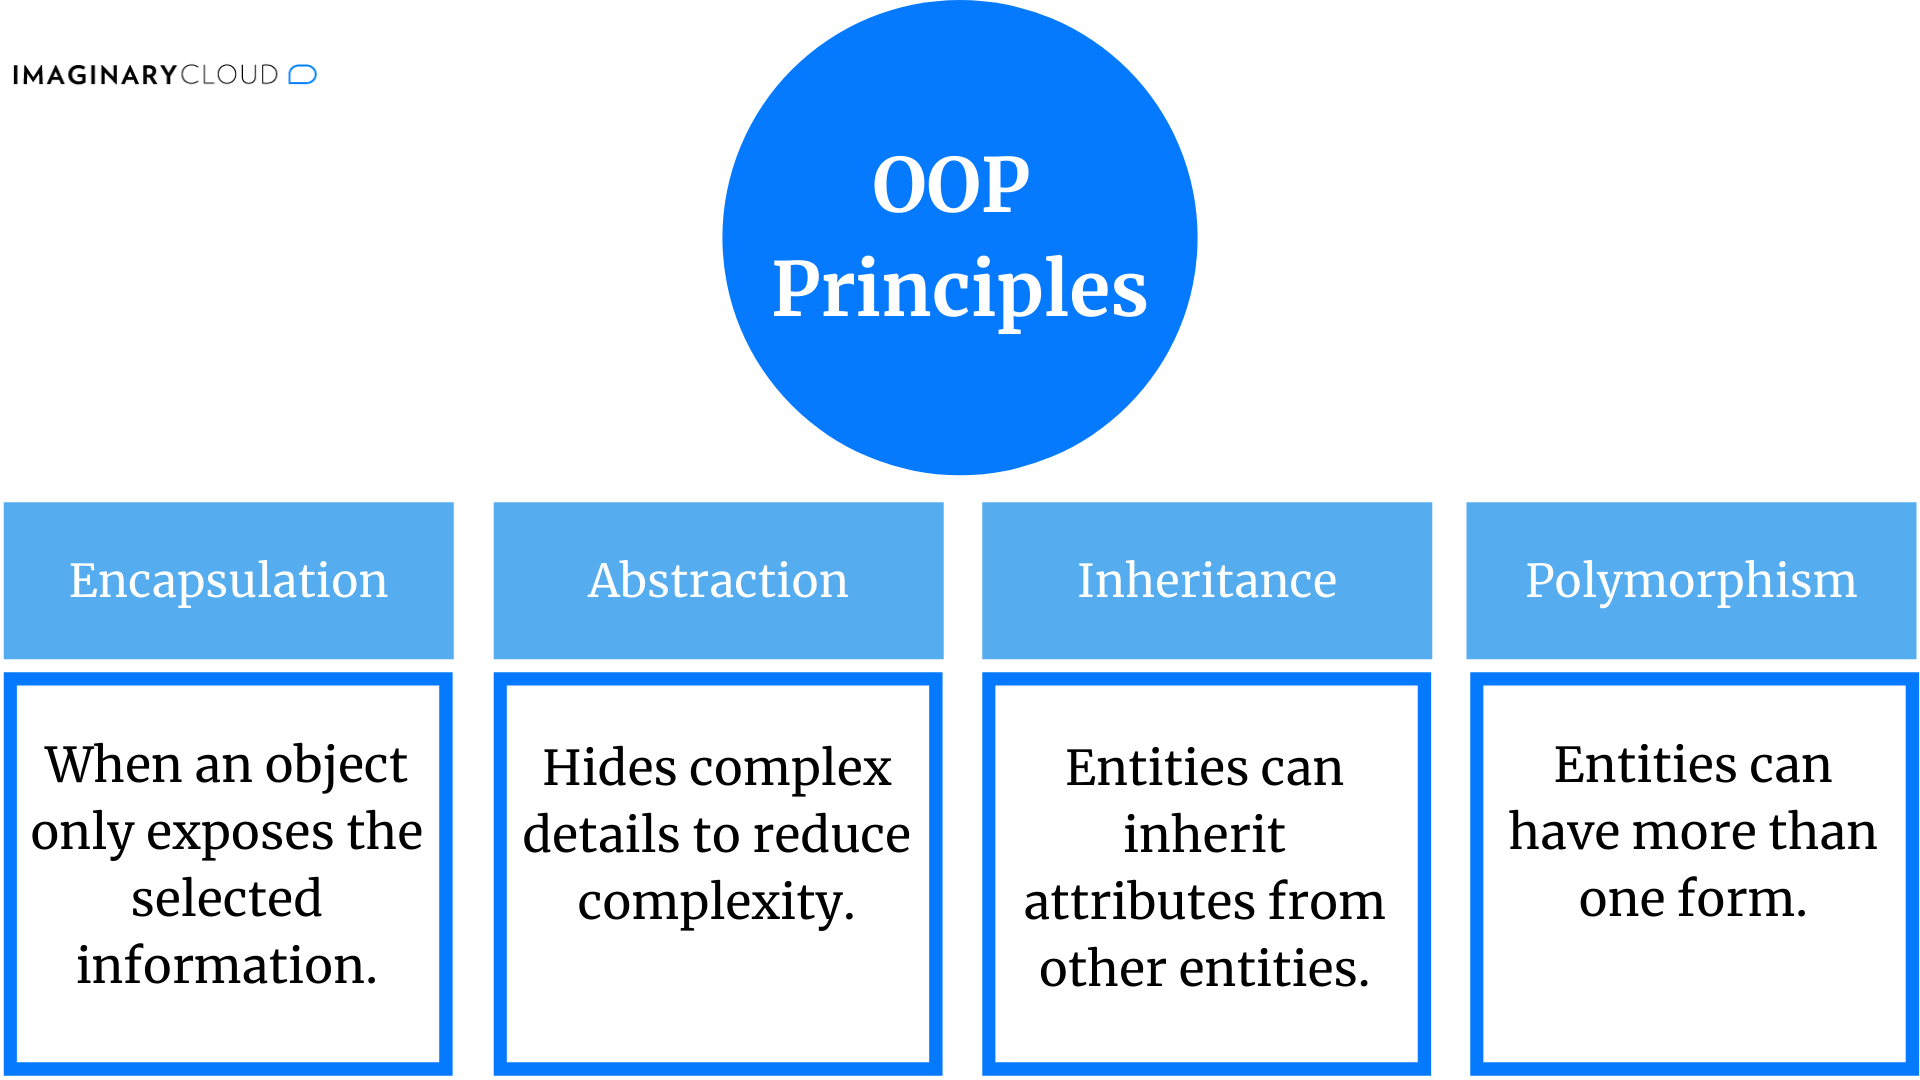 IMAGINARYCLOUD
OOP
Principles
Encapsulation
When an object
only exposes the
selected
information.
Abstraction
Hides complex
details to reduce
complexity.
Inheritance
Entities can
inherit
attributes from
other entities.
Polymorphism
Entities can
have more than
one form.